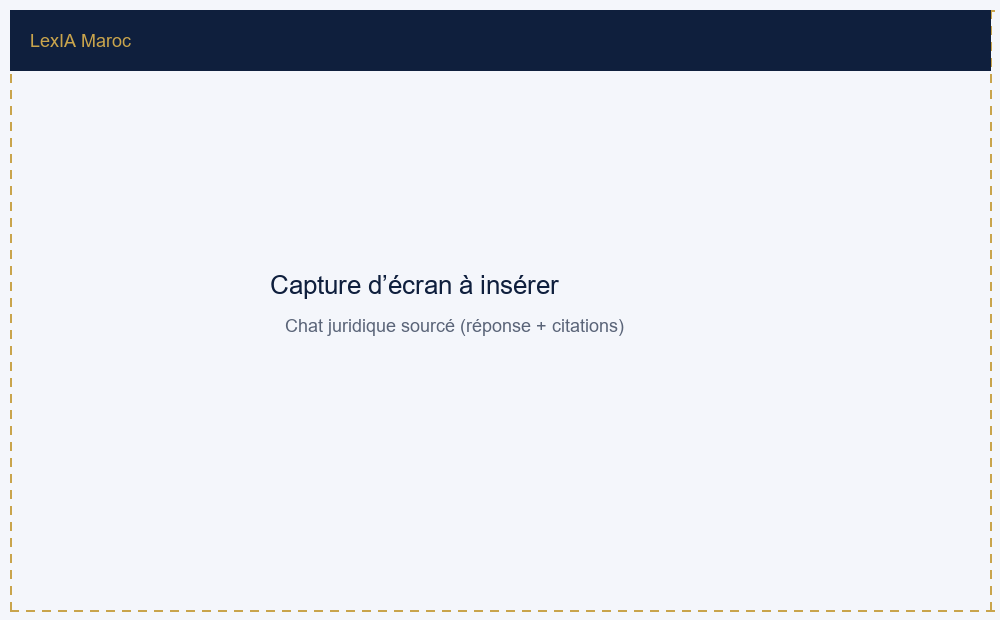 LexIA Maroc
Capture d’écran à insérer
Chat juridique sourcé (réponse + citations)